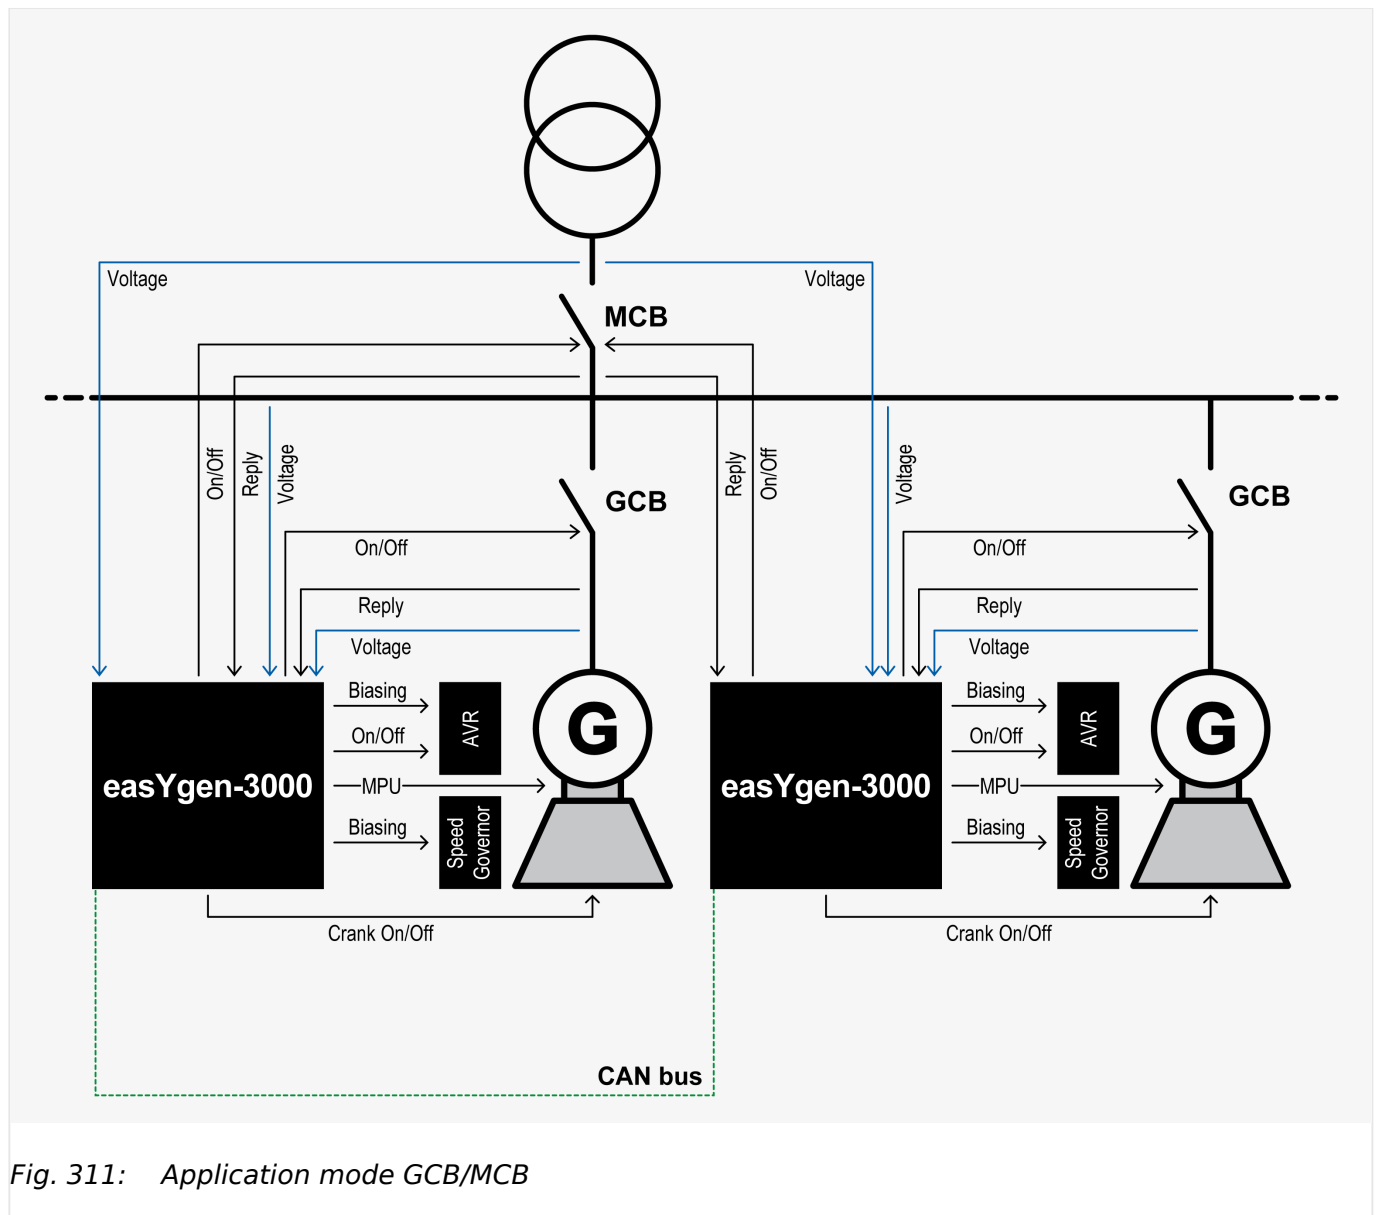 Voltage
Voltage
MCB
On/Off
Reply
Voltage
Reply
On/Off
Voltage
GCB
GCB
On/Off
On/Off
Reply
Reply
Voltage
Voltage
Biasing
On/Off
MPU
Biasing
AVR
Speed
Governor
G
easYgen-3000
Crank On/Off
Biasing
On/Off
MPU
Biasing
AVR
Speed
Governor
G
easYgen-3000
Crank On/Off
CAN bus
Fig. 311: Application mode GCB/MCB